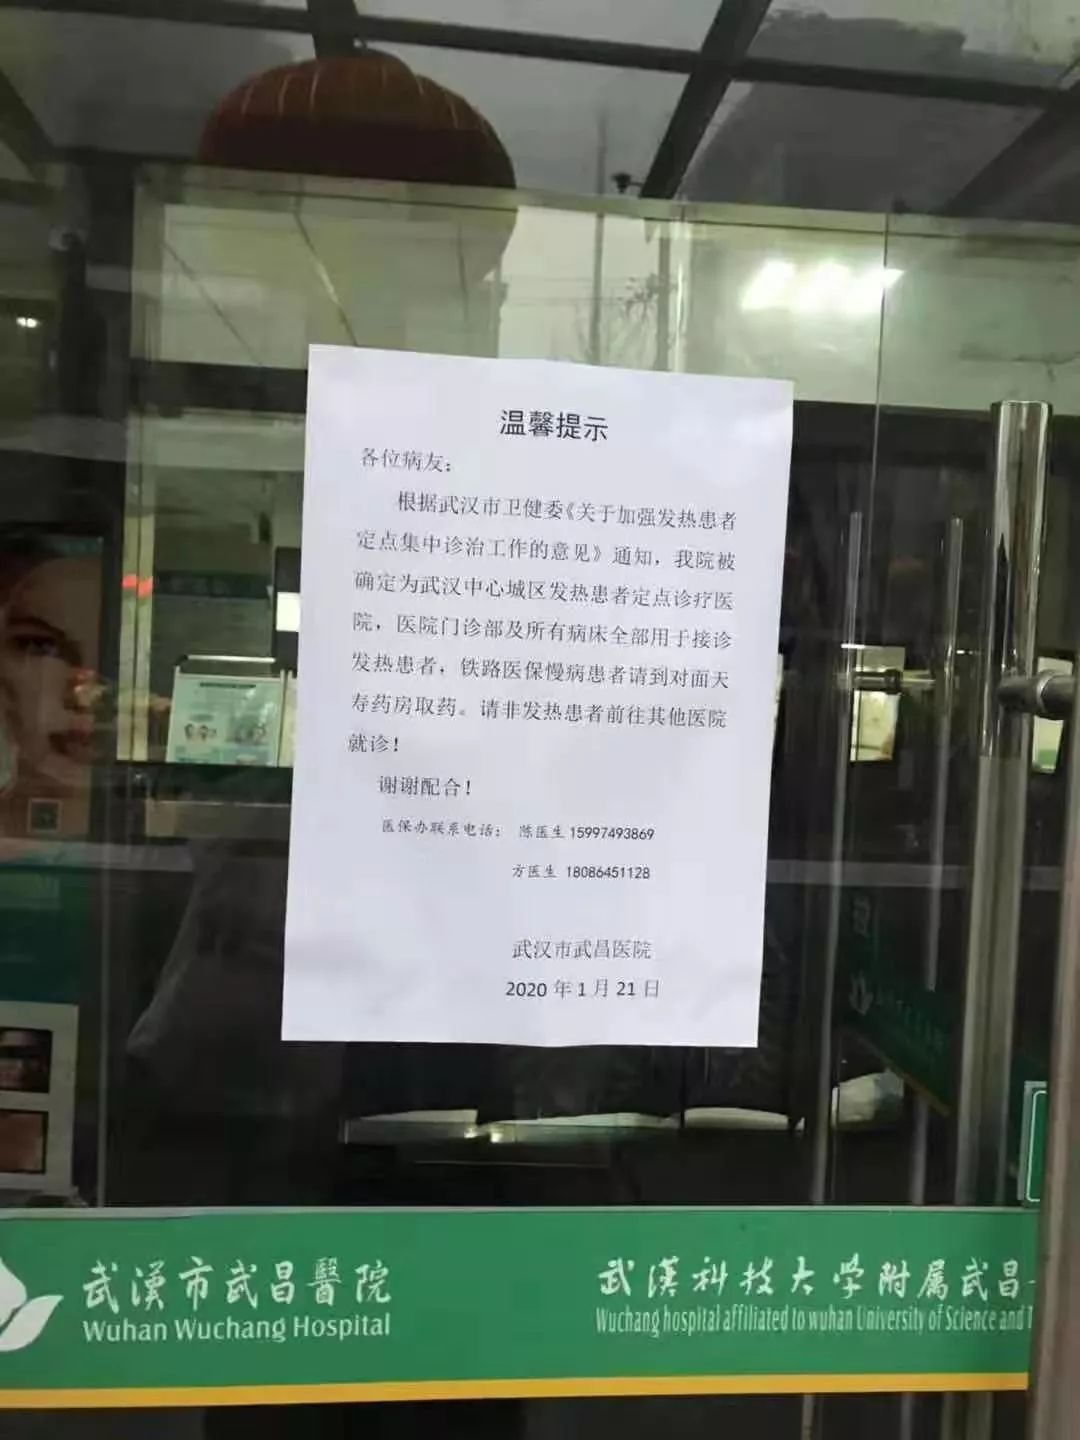 温馨提示
各位病友：
根据武汉市卫健委《关于加强发热患者
定点集中诊治工作的意见》通知，我院被
确定为武汉中心城区发热患者定点诊疗医
院，医院门诊部及所有病床全部用于接诊
发热患者，铁路医保慢病患者请到对面天
寿药房取药。请非发热患者前往其他医院
就诊！
谢谢配合！
医保办联系电话： 陈医生 15997493869
方医生 18086451128
武汉市武昌医院
2020 年 1 月 21 日
武漢市武昌醫院
Wuhan Wuchang Hospital
武漢科技大学附属武昌
Wuchang hospital affiliated to wuhan University of Science and T